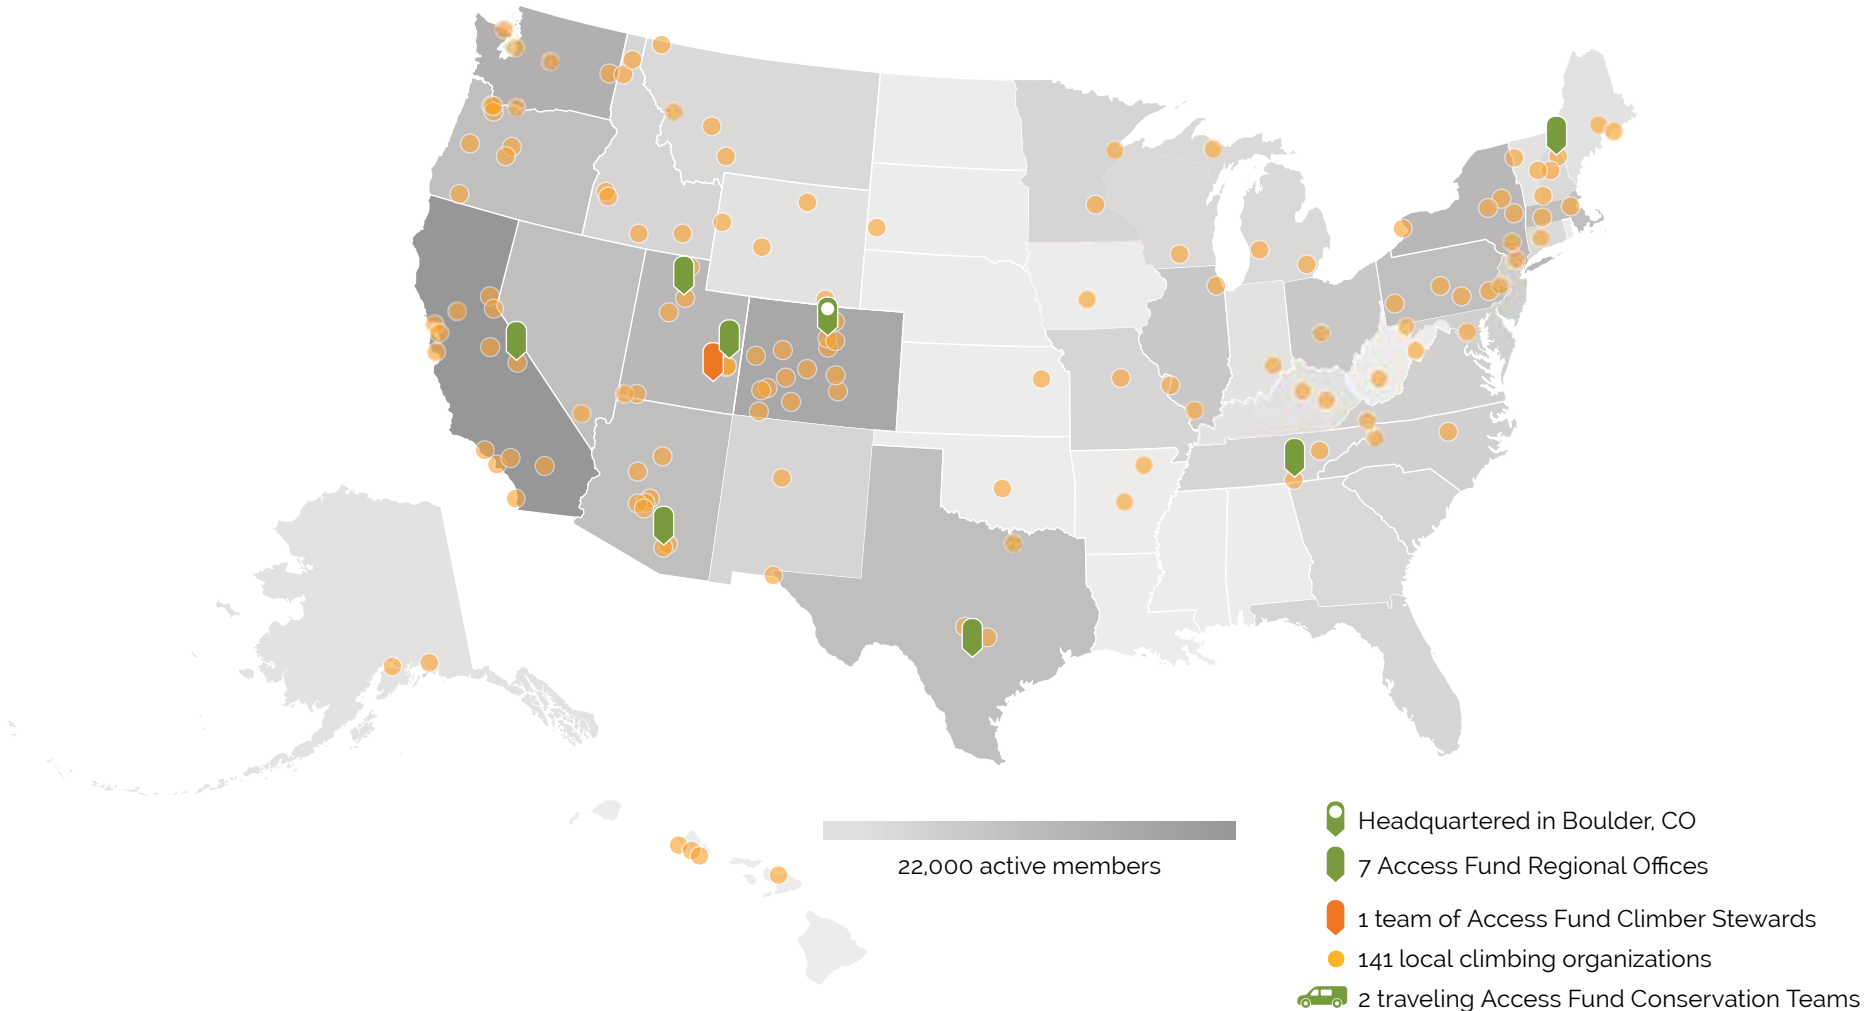 22,000 active members
Headquartered in Boulder, CO
7 Access Fund Regional Offices
1 team of Access Fund Climber Stewards
141 local climbing organizations
2 traveling Access Fund Conservation Teams